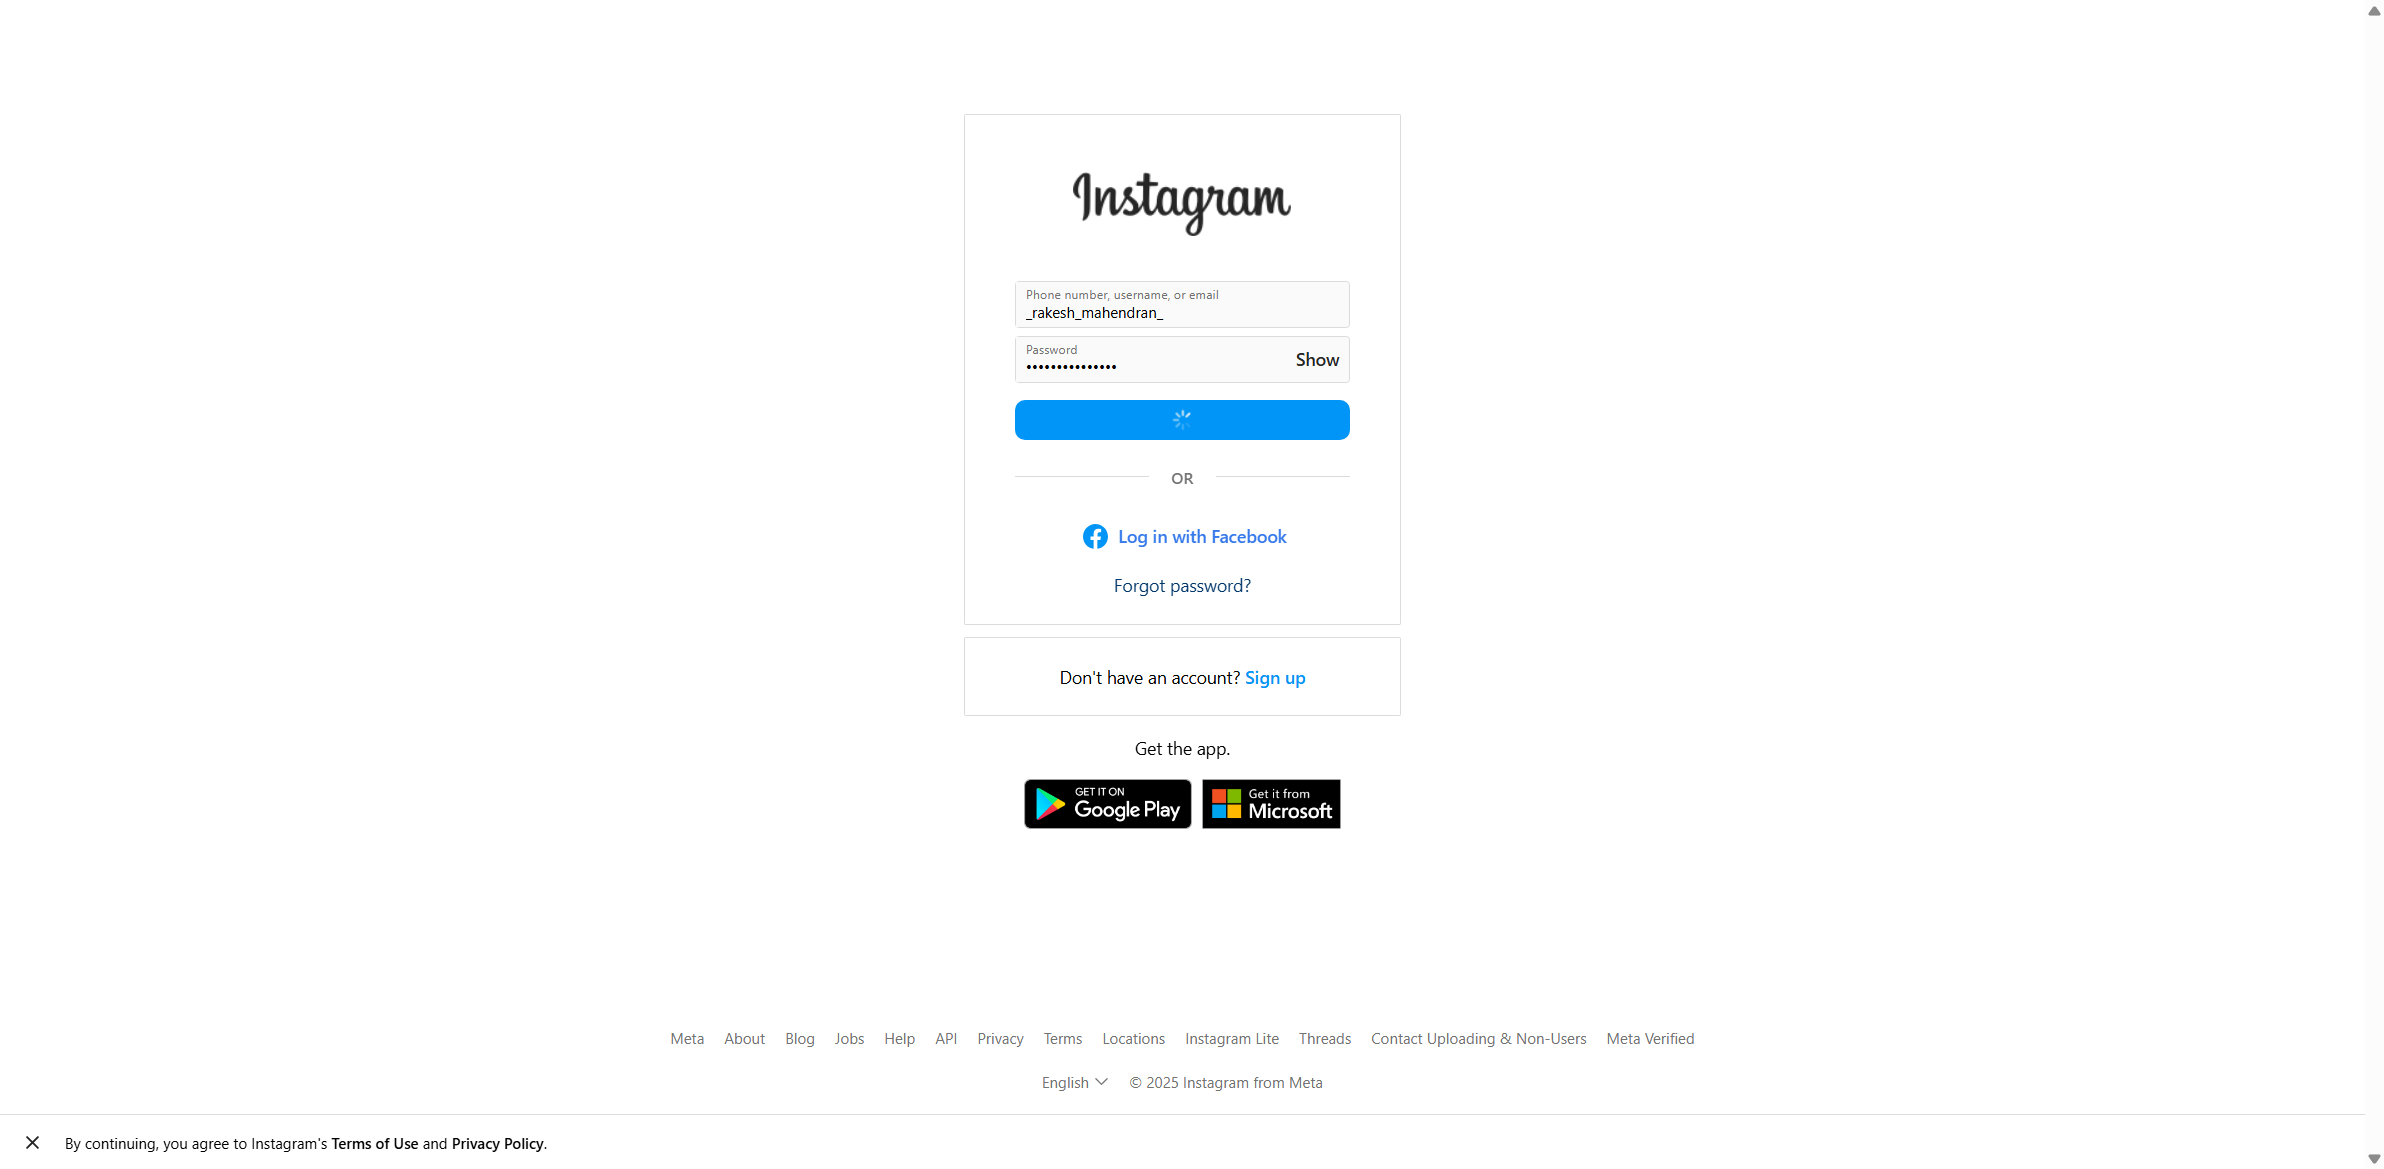 Instagram
Phone number, username, or email
_rakesh_mahendran_
Password
•••••••••••••••
Show
OR
Log in with Facebook
Forgot password?
Don't have an account? Sign up
Get the app.
GET IT ON
Google Play
Get it from
Microsoft
Meta About Blog Jobs Help API Privacy Terms Locations Instagram Lite Threads Contact Uploading & Non-Users Meta Verified
English © 2025 Instagram from Meta
By continuing, you agree to Instagram's Terms of Use and Privacy Policy.